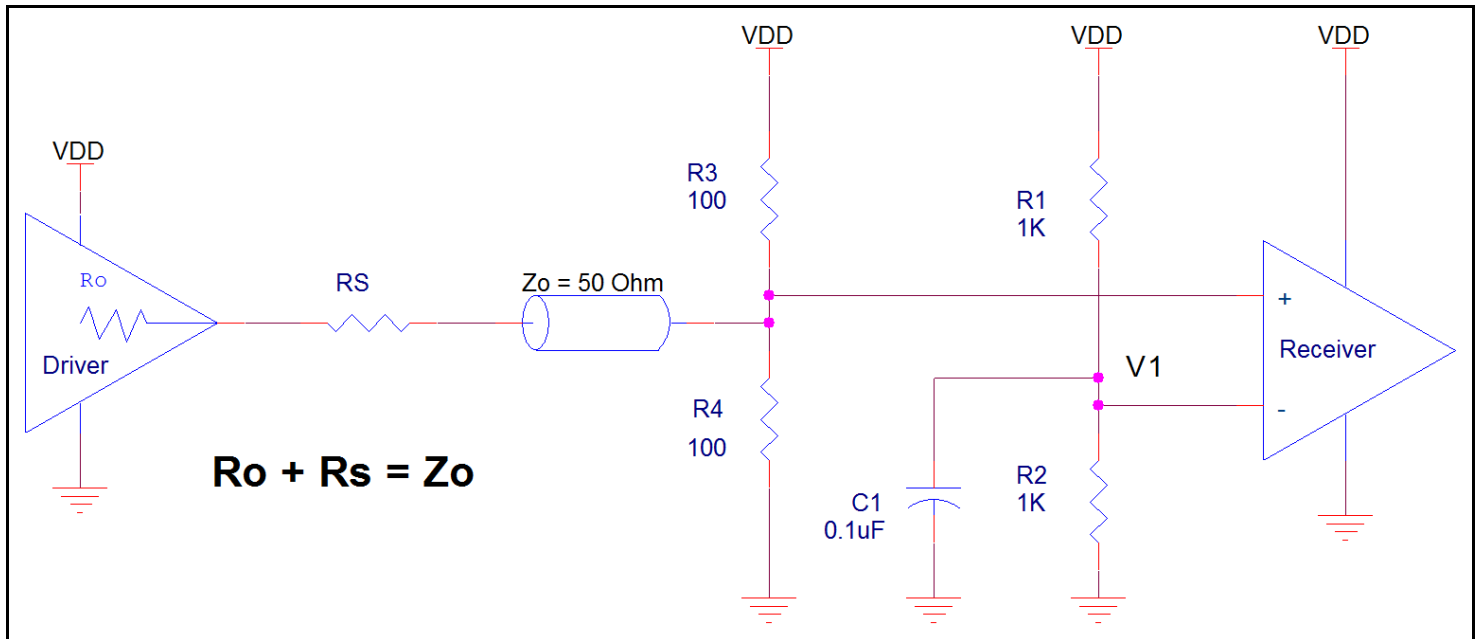 VDD
VDD
VDD
VDD
R3
100
R1
1K
Ro
RS
Zo = 50 Ohm
+
Driver
Receiver
V1
R4
100
-
Ro + Rs = Zo
C1
0.1uF
R2
1K